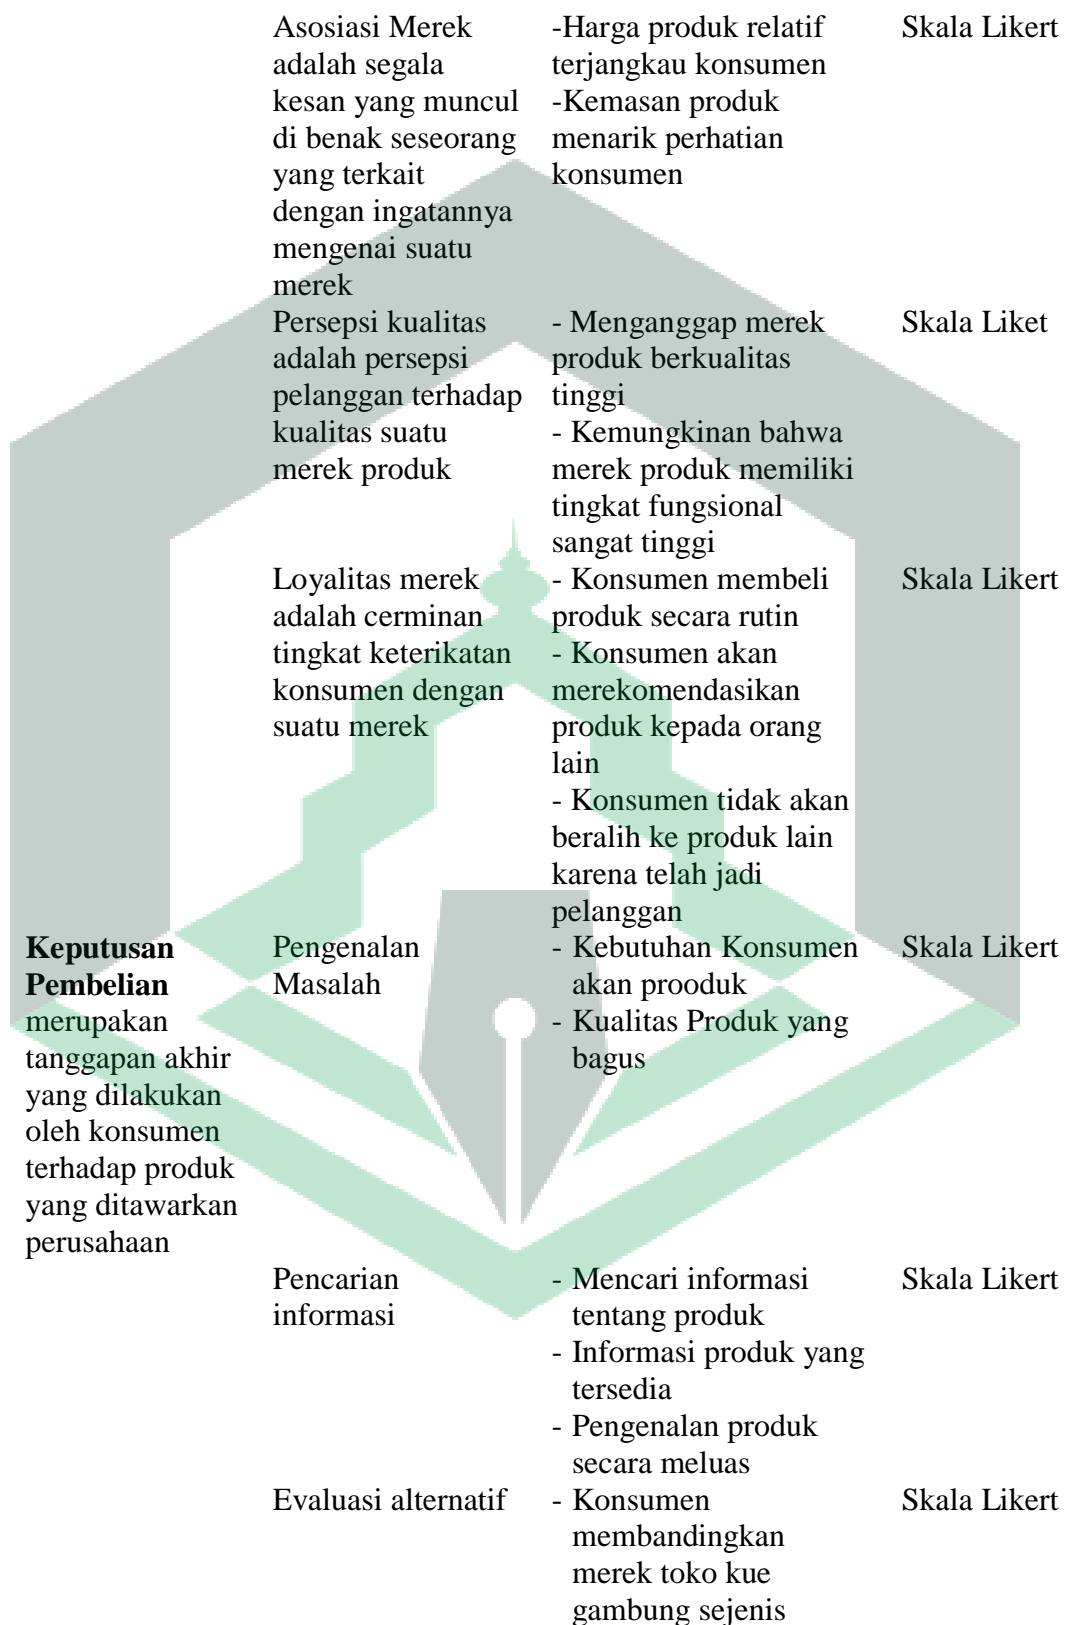 Asosiasi Merek
adalah segala
kesan yang muncul
di benak seseorang
yang terkait
dengan ingatannya
mengenai suatu
merek
-Harga produk relatif
terjangkau konsumen
-Kemasan produk
menarik perhatian
konsumen
Skala Likert
Persepsi kualitas
adalah persepsi
pelanggan terhadap
kualitas suatu
merek produk
- Menganggap merek
produk berkualitas
tinggi
- Kemungkinan bahwa
merek produk memiliki
tingkat fungsional
sangat tinggi
Skala Liket
Loyalitas merek
adalah cerminan
tingkat keterikatan
konsumen dengan
suatu merek
- Konsumen membeli
produk secara rutin
- Konsumen akan
merekomendasikan
produk kepada orang
lain
- Konsumen tidak akan
beralih ke produk lain
karena telah jadi
pelanggan
Skala Likert
Keputusan
Pembelian
merupakan
tanggapan akhir
yang dilakukan
oleh konsumen
terhadap produk
yang ditawarkan
perusahaan
Pengenalan
Masalah
- Kebutuhan Konsumen
akan prooduk
- Kualitas Produk yang
bagus
Skala Likert
Pencarian
informasi
- Mencari informasi
tentang produk
- Informasi produk yang
tersedia
- Pengenalan produk
secara meluas
Skala Likert
Evaluasi alternatif
- Konsumen
membandingkan
merek toko kue
gambung sejenis
Skala Likert